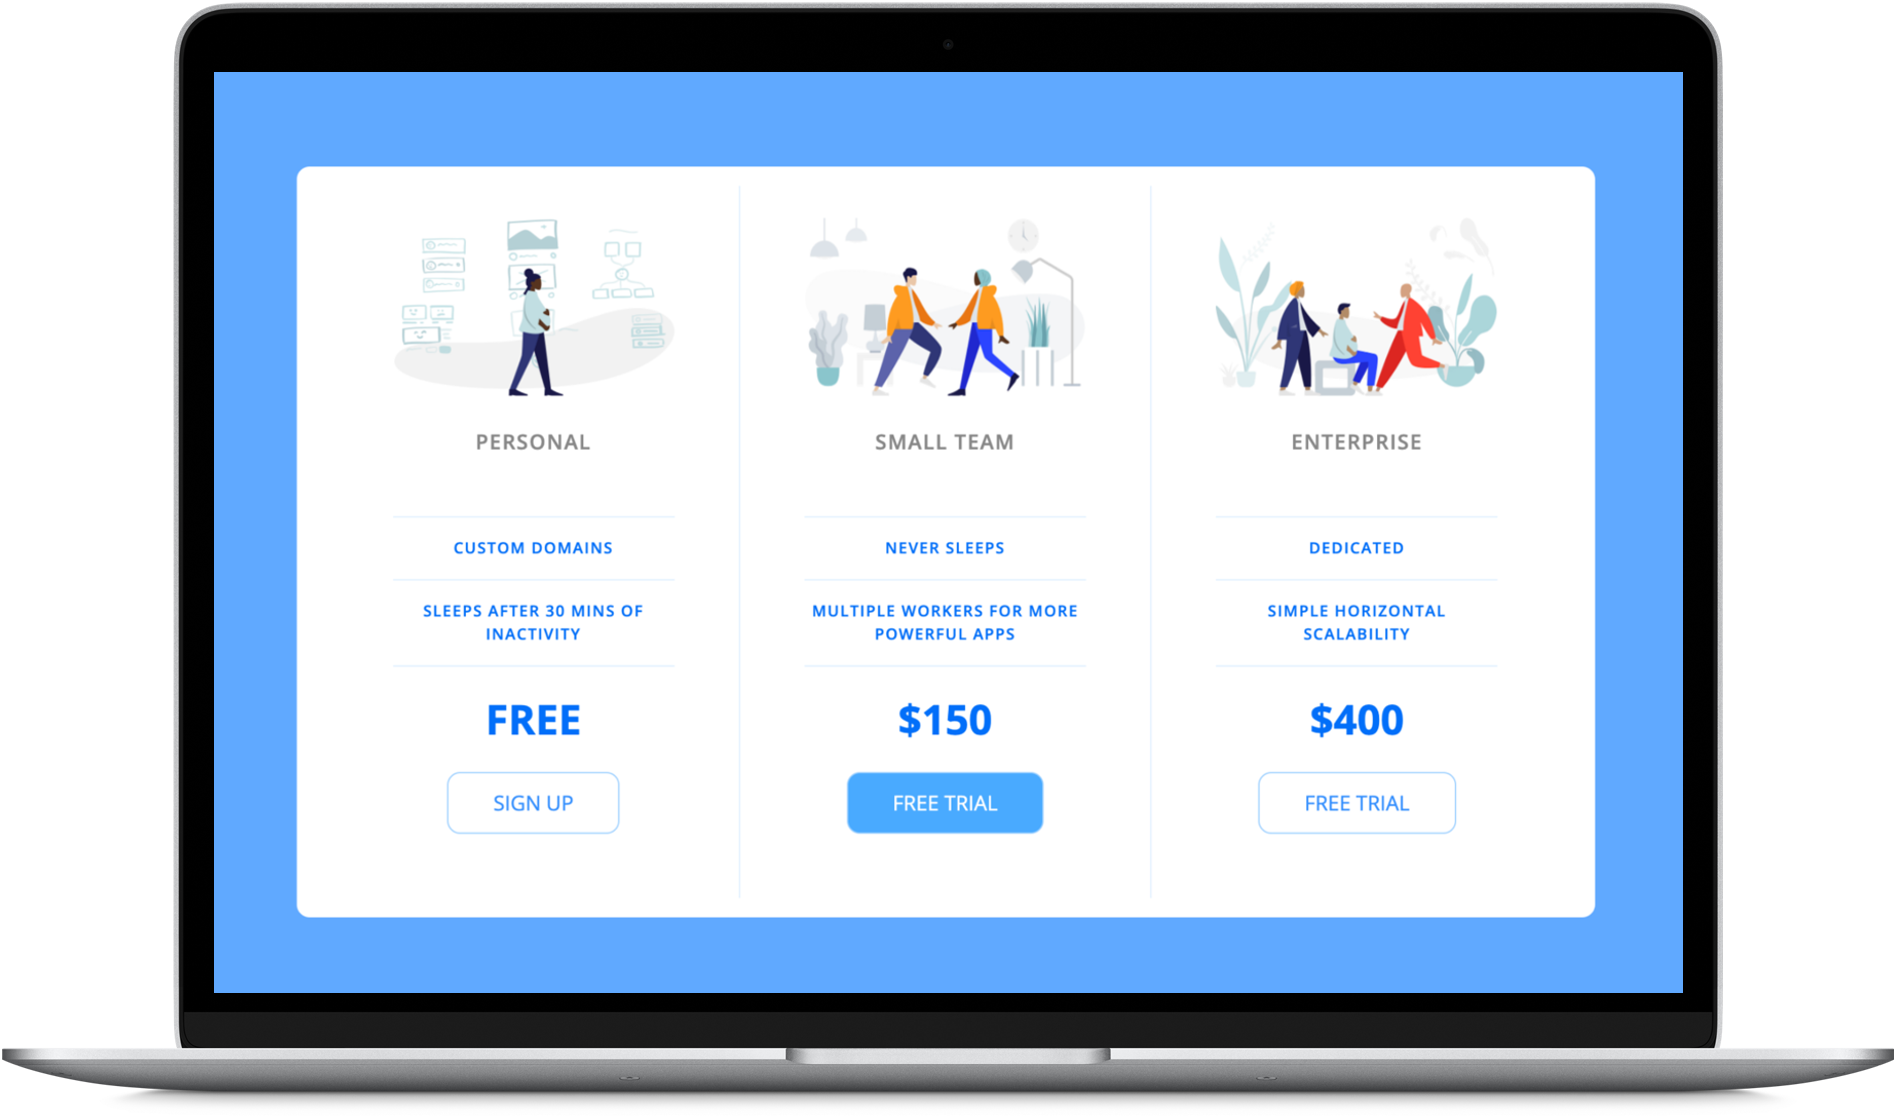 PERSONAL
CUSTOM DOMAINS
SLEEPS AFTER 30 MINS OF
INACTIVITY
FREE
SIGN UP
SMALL TEAM
NEVER SLEEPS
MULTIPLE WORKERS FOR MORE
POWERFUL APPS
$150
FREE TRIAL
ENTERPRISE
DEDICATED
SIMPLE HORIZONTAL
SCALABILITY
$400
FREE TRIAL